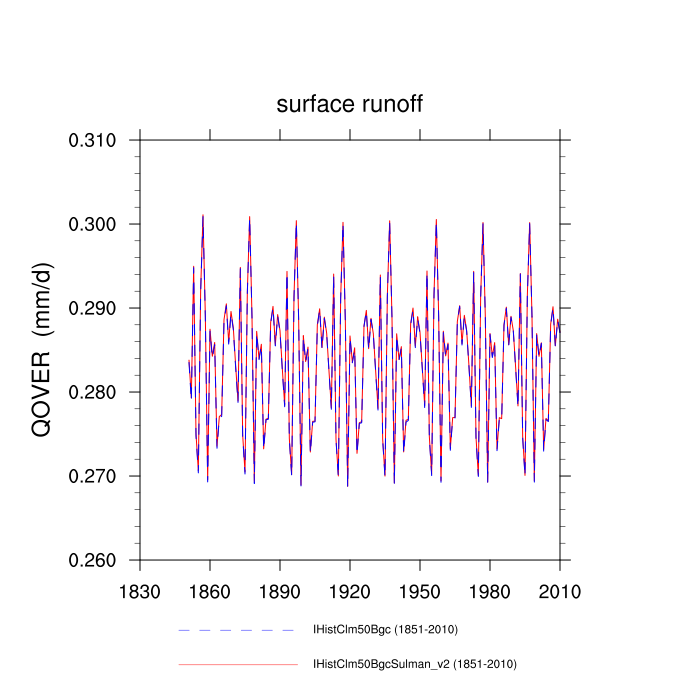 surface runoff
QOVER (mm/d)
0.310
0.300
0.290
0.280
0.270
0.260
1830 1860 1890 1920 1950 1980 2010
IHistClm50Bgc (1851-2010)
IHistClm50BgcSulman_v2 (1851-2010)